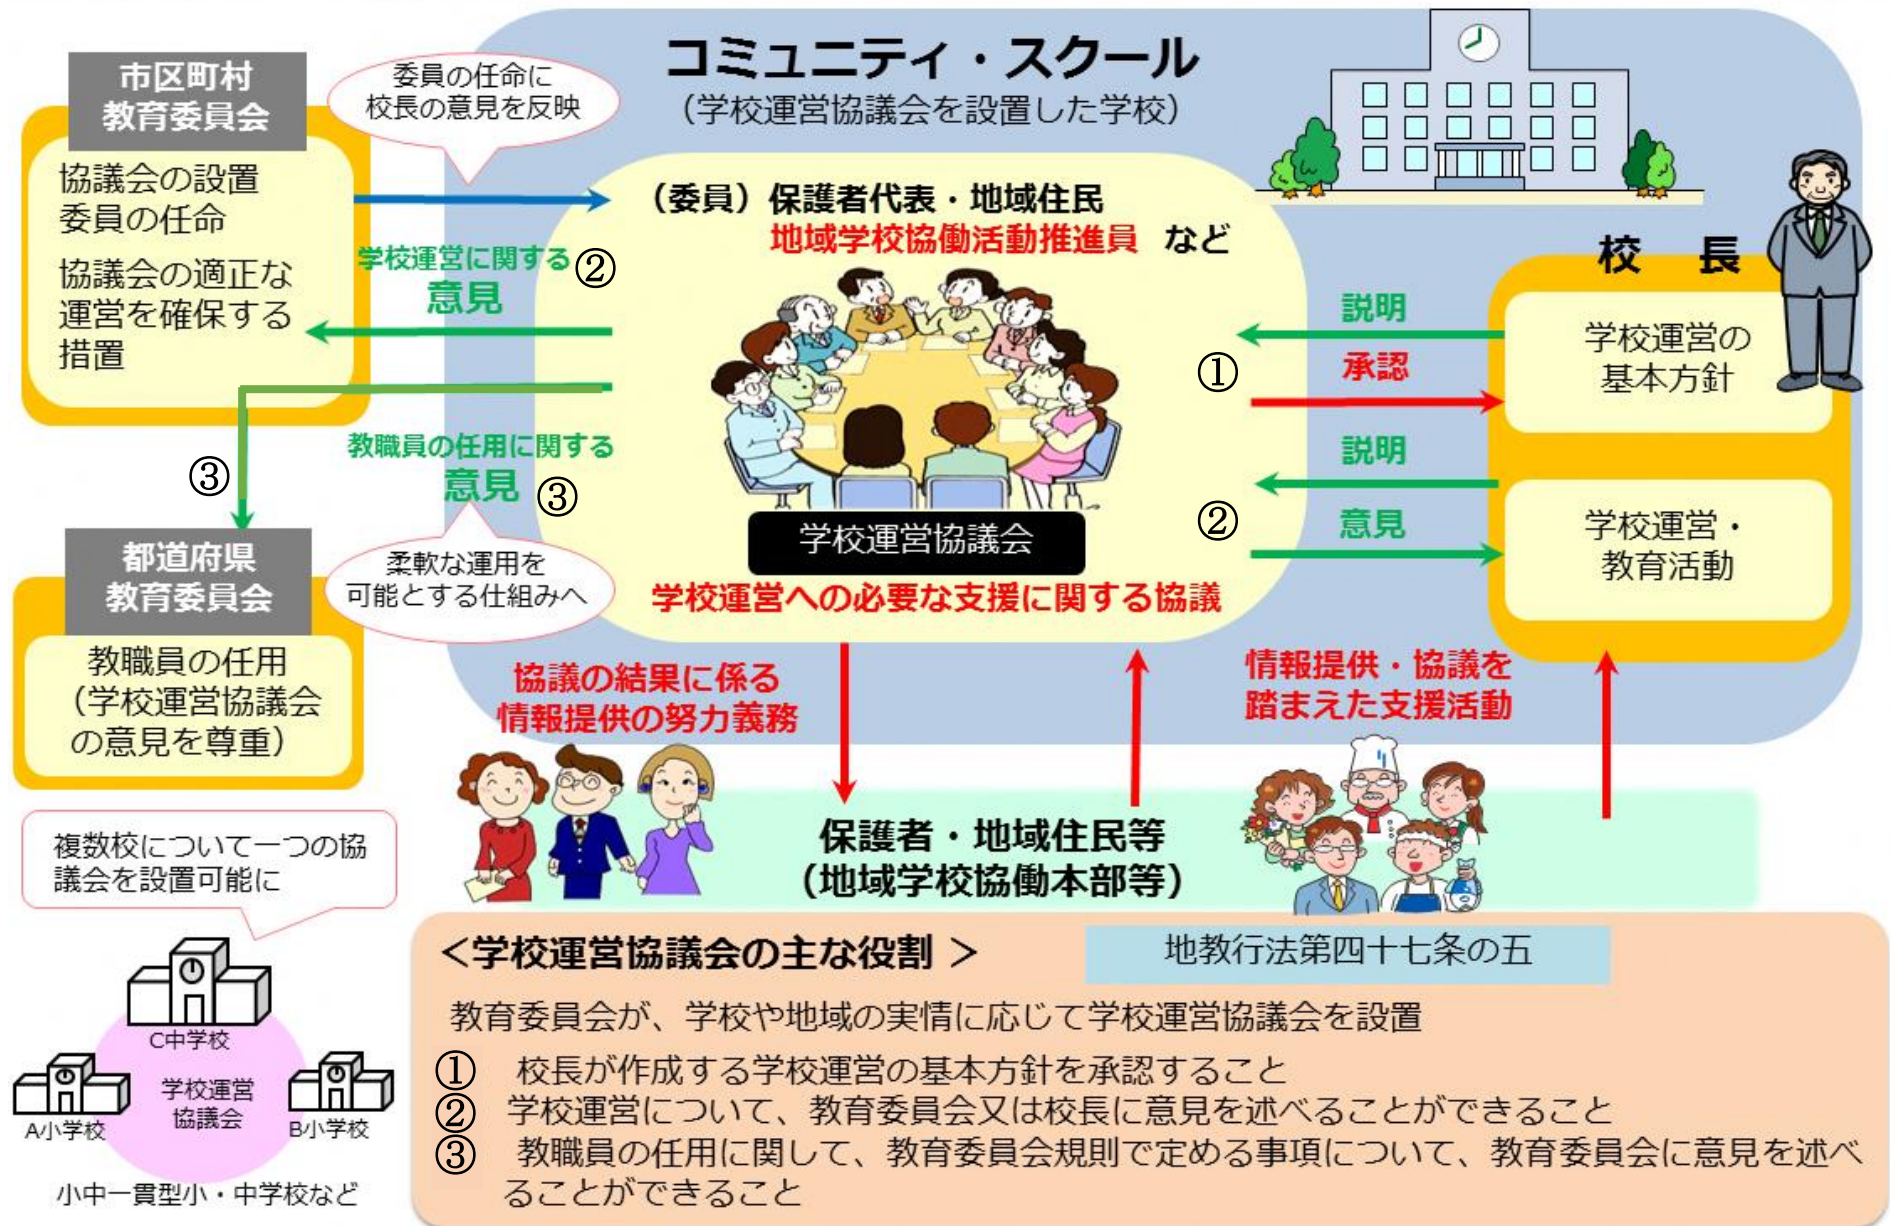 コミュニティ・スクール
（学校運営協議会を設置した学校）
市区町村
教育委員会
協議会の設置
委員の任命
協議会の適正な
運営を確保する
措置
委員の任命に
校長の意見を反映
（委員）保護者代表・地域住民
地域学校協働活動推進員 など
学校運営に関する
意見
②
教職員の任用に関する
意見
③
③
柔軟な運用を
可能とする仕組みへ
都道府県
教育委員会
教職員の任用
（学校運営協議会
の意見を尊重）
学校運営協議会
学校運営への必要な支援に関する協議
校 長
学校運営の
基本方針
説明
①
承認
説明
②
意見
学校運営・
教育活動
協議の結果に係る
情報提供の努力義務
情報提供・協議を
踏まえた支援活動
保護者・地域住民等
（地域学校協働本部等）
複数校について一つの協
議会を設置可能に
C中学校
学校運営
協議会
A小学校
B小学校
小中一貫型小・中学校など
＜学校運営協議会の主な役割 ＞
地教行法第四十七条の五
教育委員会が、学校や地域の実情に応じて学校運営協議会を設置
① 校長が作成する学校運営の基本方針を承認すること
② 学校運営について、教育委員会又は校長に意見を述べることができること
③ 教職員の任用に関して、教育委員会規則で定める事項について、教育委員会に意見を述べ
ることができること